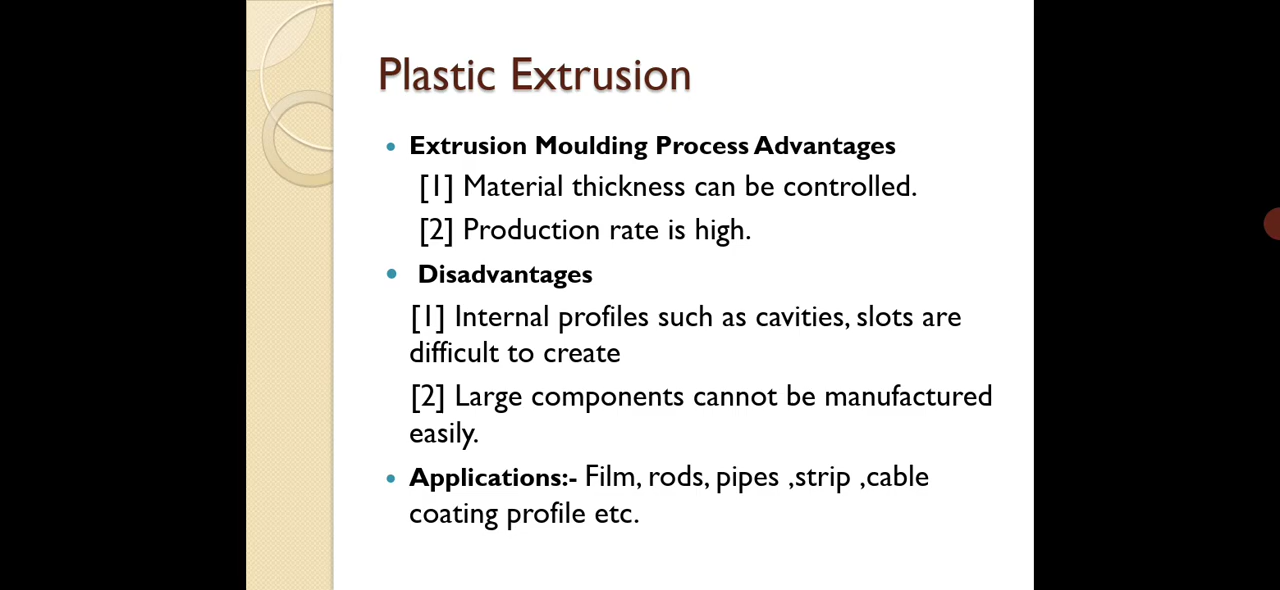 Plastic Extrusion
• Extrusion Moulding Process Advantages
[1] Material thickness can be controlled.
[2] Production rate is high.
• Disadvantages
[1] Internal profiles such as cavities, slots are
difficult to create
[2] Large components cannot be manufactured
easily.
• Applications:- Film, rods, pipes ,strip ,cable
coating profile etc.